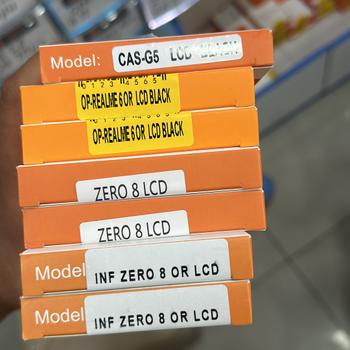 Model: CAS-G5 LCD BLACK
OP-REALME 6 OR LCD BLACK
OP-REALME 6 OR LCD BLACK
ZERO 8 LCD
ZERO 8 LCD
Model INF ZERO 8 OR LCD
Model INF ZERO 8 OR LCD